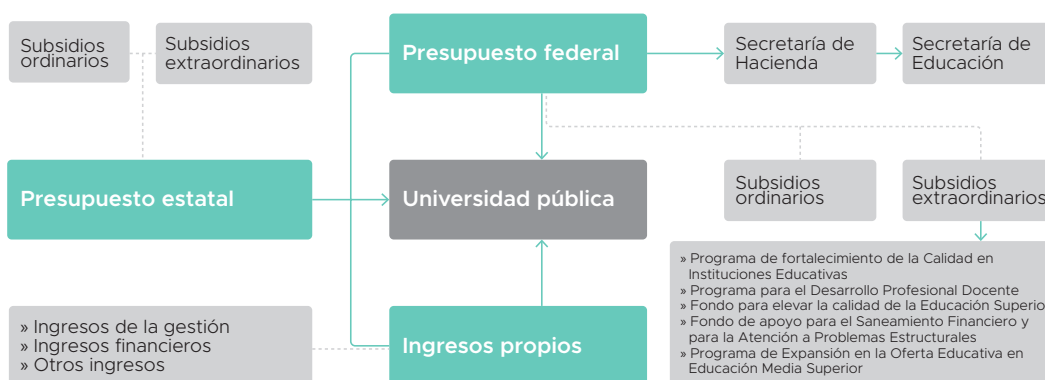 Subsidios
ordinarios
Subsidios
extraordinarios
Presupuesto federal
Secretaría de
Hacienda
Secretaría de
Educación
Presupuesto estatal
Universidad pública
Subsidios
ordinarios
Subsidios
extraordinarios
» Ingresos de la gestión
» Ingresos financieros
» Otros ingresos
Ingresos propios
» Programa de fortalecimiento de la Calidad en
Instituciones Educativas
» Programa para el Desarrollo Profesional Docente
» Fondo para elevar la calidad de la Educación Superio
» Fondo de apoyo para el Saneamiento Financiero y
para la Atención a Problemas Estructurales
» Programa de Expansión en la Oferta Educativa en
Educación Media Superior